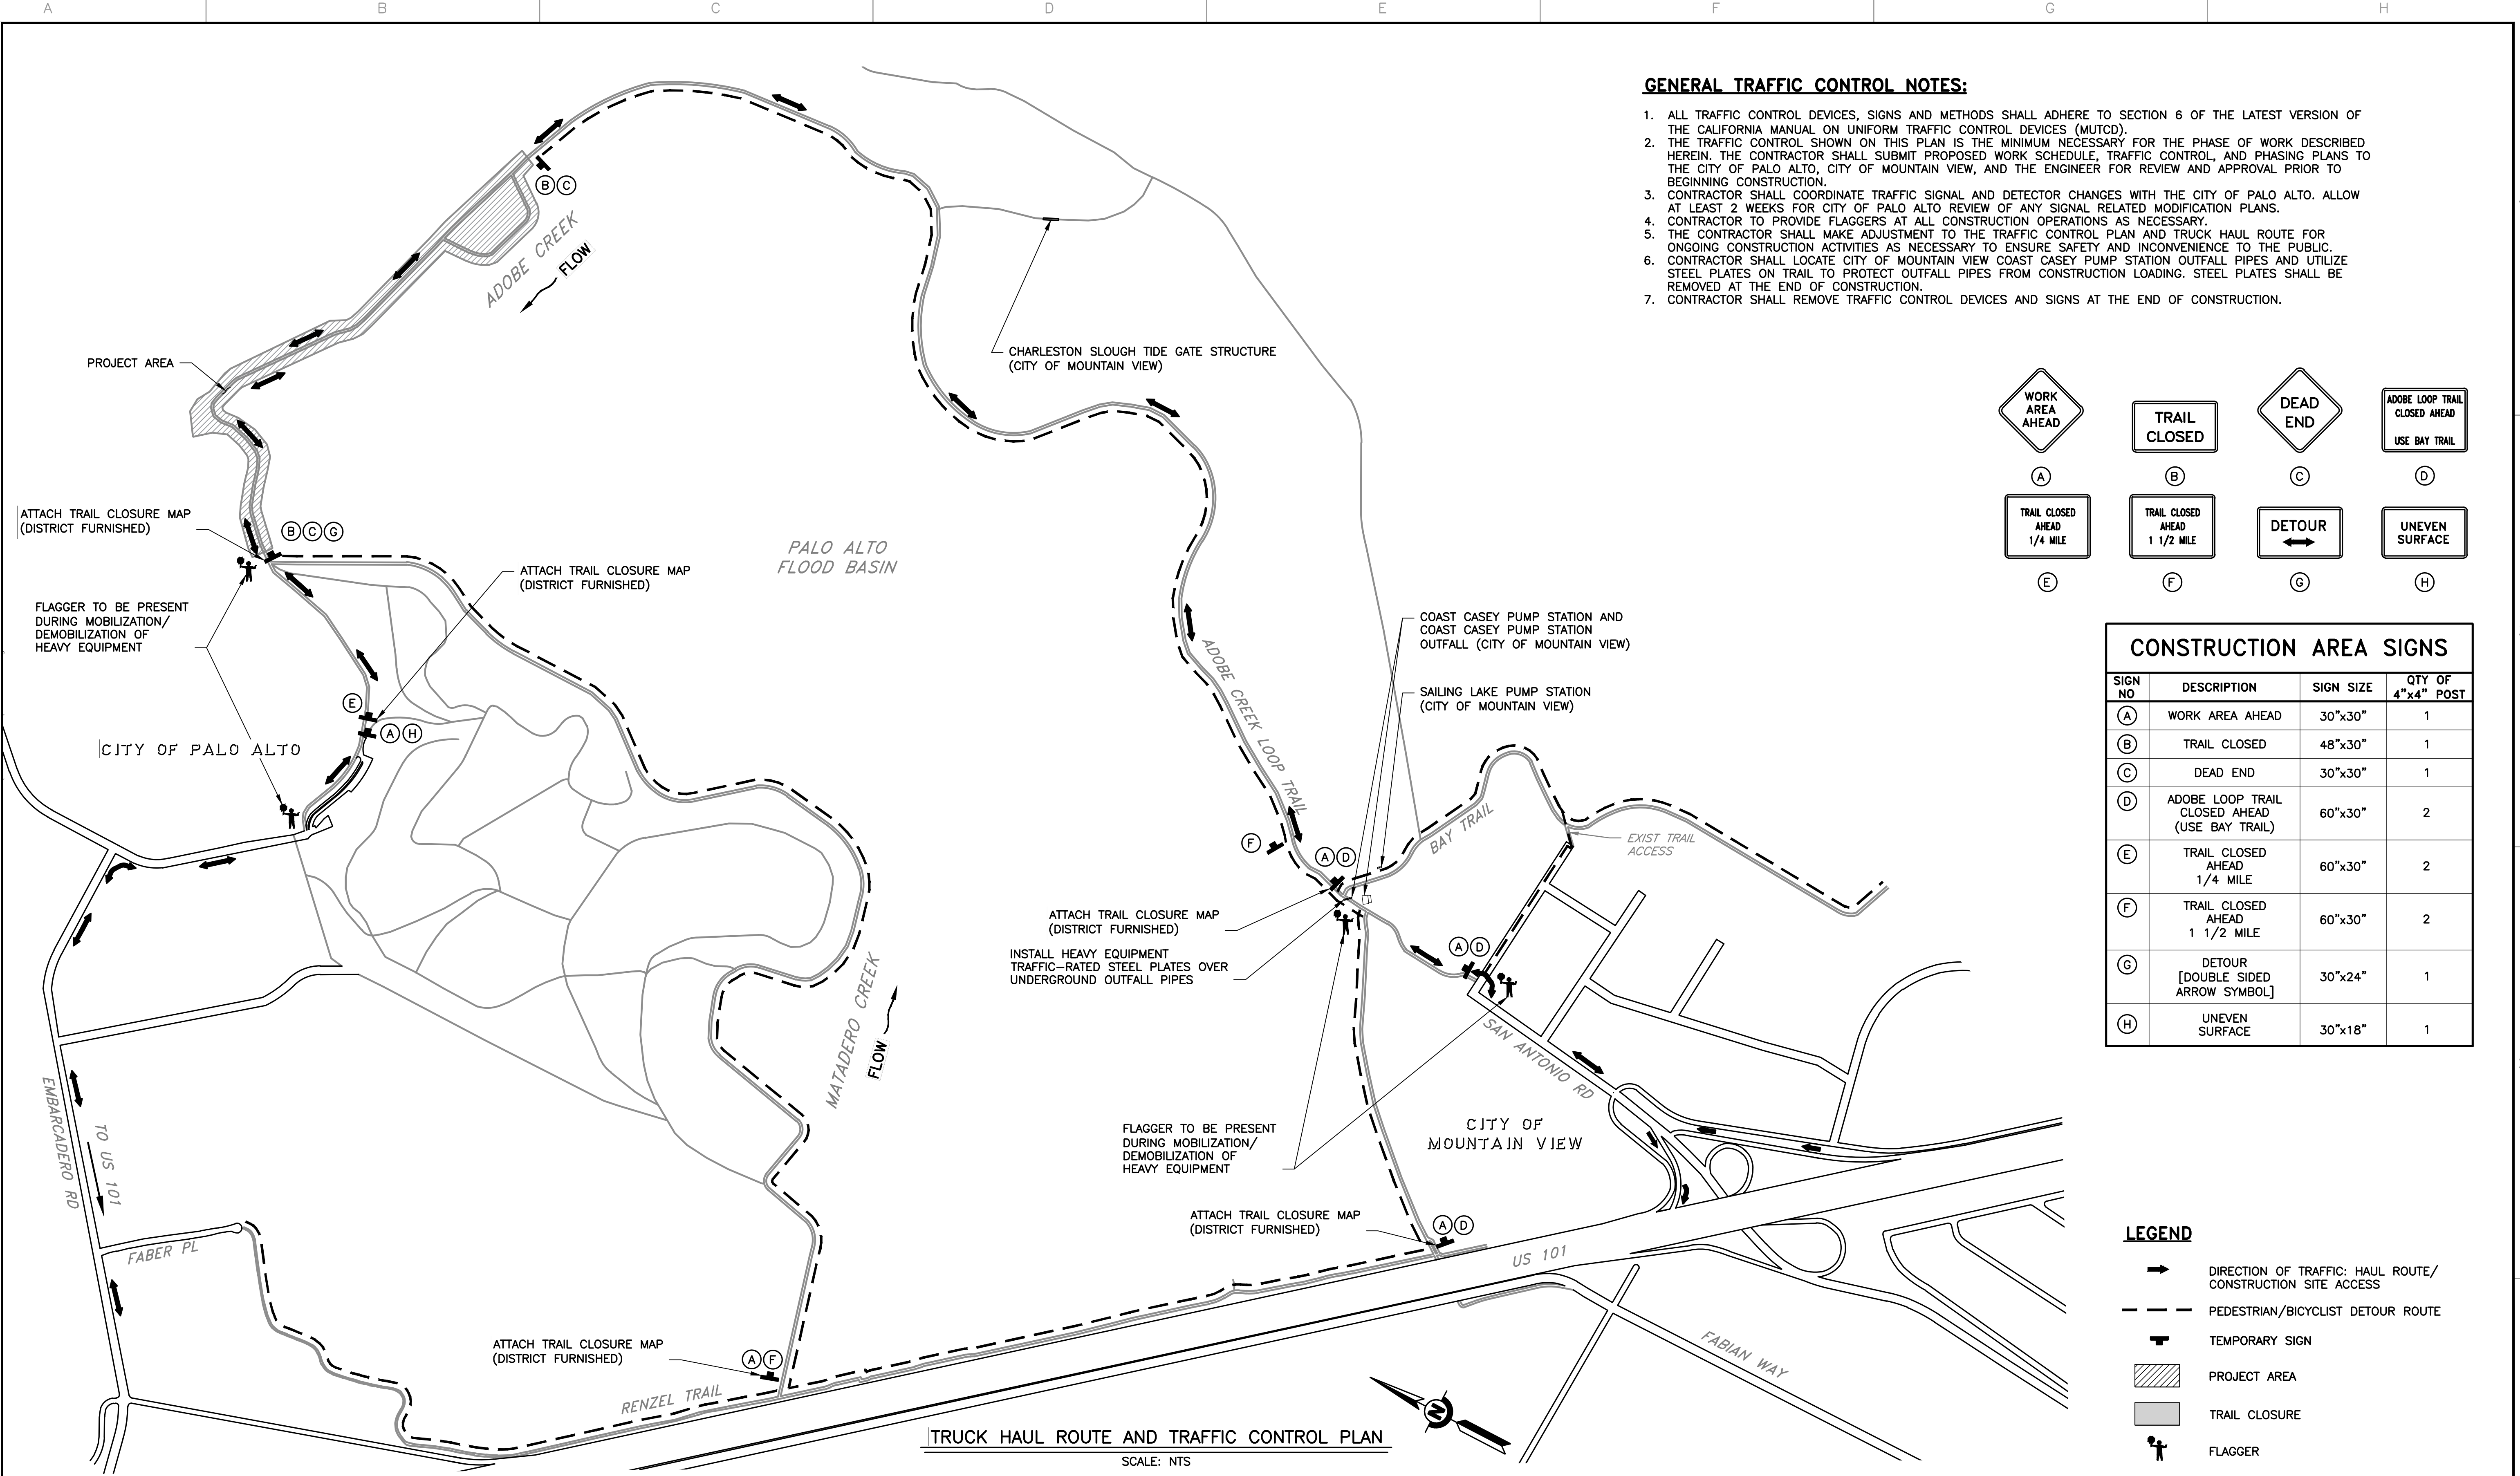 A B C D E F G H
GENERAL TRAFFIC CONTROL NOTES:
1. ALL TRAFFIC CONTROL DEVICES, SIGNS AND METHODS SHALL ADHERE TO SECTION 6 OF THE LATEST VERSION OF
THE CALIFORNIA MANUAL ON UNIFORM TRAFFIC CONTROL DEVICES (MUTCD).
2. THE TRAFFIC CONTROL SHOWN ON THIS PLAN IS THE MINIMUM NECESSARY FOR THE PHASE OF WORK DESCRIBED
HEREIN. THE CONTRACTOR SHALL SUBMIT PROPOSED WORK SCHEDULE, TRAFFIC CONTROL, AND PHASING PLANS TO
THE CITY OF PALO ALTO, CITY OF MOUNTAIN VIEW, AND THE ENGINEER FOR REVIEW AND APPROVAL PRIOR TO
BEGINNING CONSTRUCTION.
3. CONTRACTOR SHALL COORDINATE TRAFFIC SIGNAL AND DETECTOR CHANGES WITH THE CITY OF PALO ALTO. ALLOW
AT LEAST 2 WEEKS FOR CITY OF PALO ALTO REVIEW OF ANY SIGNAL RELATED MODIFICATION PLANS.
4. CONTRACTOR TO PROVIDE FLAGGERS AT ALL CONSTRUCTION OPERATIONS AS NECESSARY.
5. THE CONTRACTOR SHALL MAKE ADJUSTMENT TO THE TRAFFIC CONTROL PLAN AND TRUCK HAUL ROUTE FOR
ONGOING CONSTRUCTION ACTIVITIES AS NECESSARY TO ENSURE SAFETY AND INCONVENIENCE TO THE PUBLIC.
6. CONTRACTOR SHALL LOCATE CITY OF MOUNTAIN VIEW COAST CASEY PUMP STATION OUTFALL PIPES AND UTILIZE
STEEL PLATES ON TRAIL TO PROTECT OUTFALL PIPES FROM CONSTRUCTION LOADING. STEEL PLATES SHALL BE
REMOVED AT THE END OF CONSTRUCTION.
7. CONTRACTOR SHALL REMOVE TRAFFIC CONTROL DEVICES AND SIGNS AT THE END OF CONSTRUCTION.
B C
ADOBE CREEK
FLOW
PROJECT AREA
CHARLESTON SLOUGH TIDE GATE STRUCTURE
(CITY OF MOUNTAIN VIEW)
WORK
AREA
AHEAD
A
TRAIL
CLOSED
B
DEAD
END
C
ADOBE LOOP TRAIL
CLOSED AHEAD
USE BAY TRAIL
D
TRAIL CLOSED
AHEAD
1/4 MILE
E
TRAIL CLOSED
AHEAD
1 1/2 MILE
F
DETOUR
G
UNEVEN
SURFACE
H
ATTACH TRAIL CLOSURE MAP
(DISTRICT FURNISHED)
B C G
PALO ALTO
FLOOD BASIN
ATTACH TRAIL CLOSURE MAP
(DISTRICT FURNISHED)
FLAGGER TO BE PRESENT
DURING MOBILIZATION/
DEMOBILIZATION OF
HEAVY EQUIPMENT
COAST CASEY PUMP STATION AND
COAST CASEY PUMP STATION
OUTFALL (CITY OF MOUNTAIN VIEW)
SAILING LAKE PUMP STATION
(CITY OF MOUNTAIN VIEW)
ADOBE CREEK LOOP TRAIL
E
A H
CITY OF PALO ALTO
CONSTRUCTION AREA SIGNS
SIGN
NO
DESCRIPTION
SIGN SIZE
QTY OF
4"x4" POST
A WORK AREA AHEAD 30"x30" 1
B TRAIL CLOSED 48"x30" 1
C DEAD END 30"x30" 1
D ADOBE LOOP TRAIL
CLOSED AHEAD
(USE BAY TRAIL)
60"x30" 2
E TRAIL CLOSED
AHEAD
1/4 MILE
60"x30" 2
F TRAIL CLOSED
AHEAD
1 1/2 MILE
60"x30" 2
G DETOUR
[DOUBLE SIDED
ARROW SYMBOL]
30"x24" 1
H UNEVEN
SURFACE
30"x18" 1
F
A D
BAY TRAIL
EXIST TRAIL
ACCESS
ATTACH TRAIL CLOSURE MAP
(DISTRICT FURNISHED)
INSTALL HEAVY EQUIPMENT
TRAFFIC-RATED STEEL PLATES OVER
UNDERGROUND OUTFALL PIPES
A D
SAN ANTONIO RD
MATADERO CREEK
FLOW
EMBARCADERO RD
TO US 101
FLAGGER TO BE PRESENT
DURING MOBILIZATION/
DEMOBILIZATION OF
HEAVY EQUIPMENT
CITY OF
MOUNTAIN VIEW
ATTACH TRAIL CLOSURE MAP
(DISTRICT FURNISHED)
A D
FABER PL
US 101
FABIAN WAY
ATTACH TRAIL CLOSURE MAP
(DISTRICT FURNISHED)
A F
RENZEL TRAIL
N
LEGEND
DIRECTION OF TRAFFIC: HAUL ROUTE/
CONSTRUCTION SITE ACCESS
PEDESTRIAN/BICYCLIST DETOUR ROUTE
TEMPORARY SIGN
PROJECT AREA
TRAIL CLOSURE
FLAGGER
TRUCK HAUL ROUTE AND TRAFFIC CONTROL PLAN
SCALE: NTS